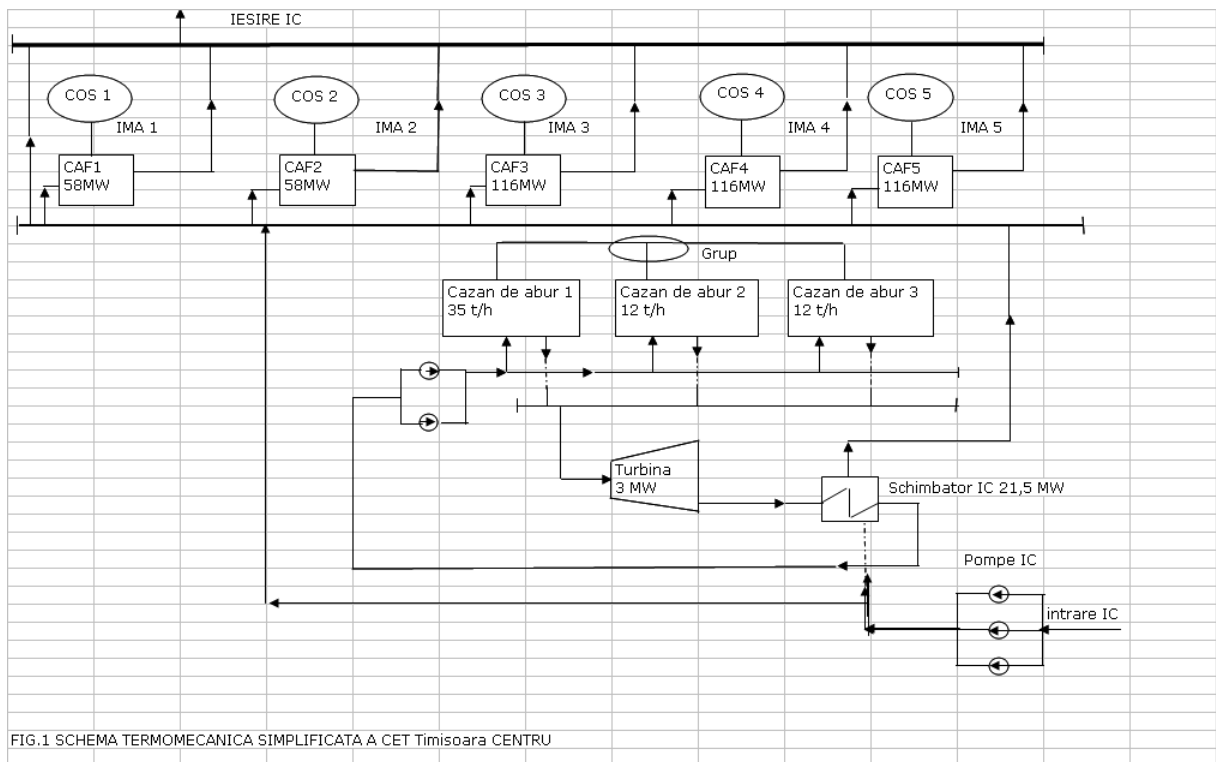 IESIRE IC
COS 1
COS 2
COS 3
COS 4
COS 5
IMA 1
IMA 2
IMA 3
IMA 4
IMA 5
CAF1
58MW
CAF2
58MW
CAF3
116MW
CAF4
116MW
CAF5
116MW
Grup
Cazan de abur 1
35 t/h
Cazan de abur 2
12 t/h
Cazan de abur 3
12 t/h
Turbina
3 MW
Schimbator IC 21,5 MW
Pompe IC
intrare IC
FIG.1 SCHEMA TERMOMECANICA SIMPLIFICATA A CET Timisoara CENTRU